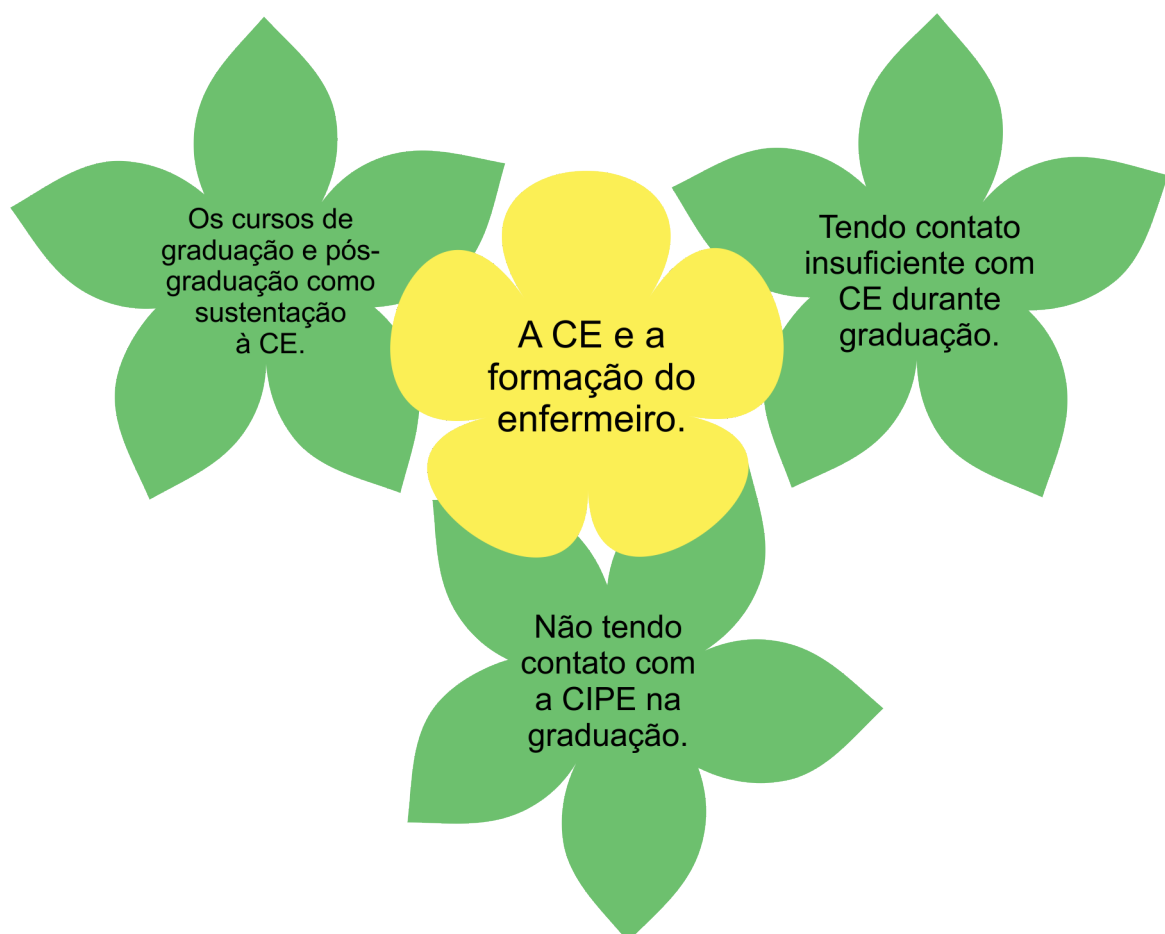 Os cursos de
graduação e pós-
graduação como
sustentação
à CE.
A CE e a
formação do
enfermeiro.
Tendo contato
insuficiente com
CE durante
graduação.
Não tendo
contato com
a CIPE na
graduação.